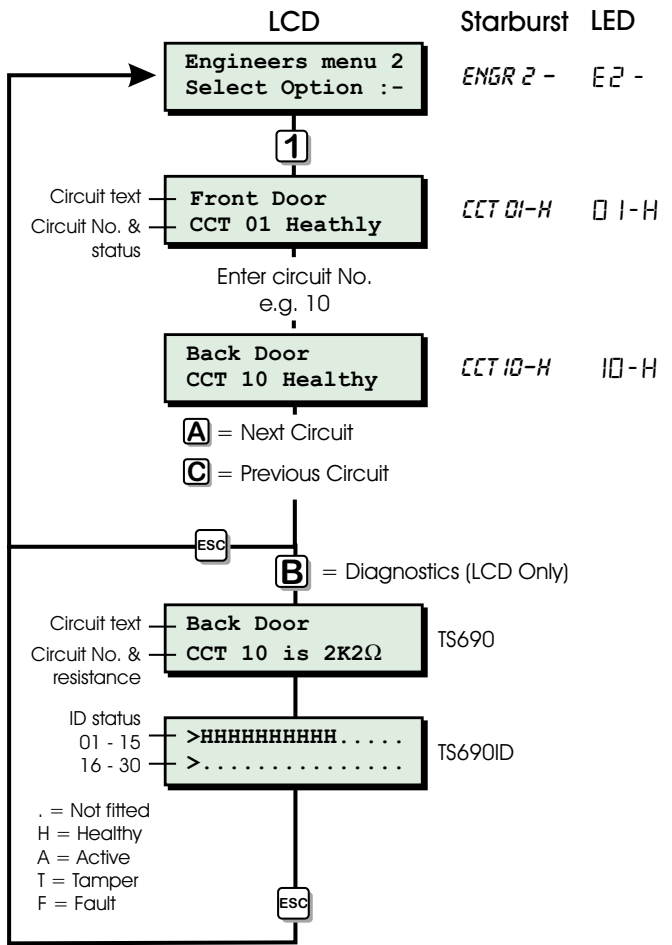 LCD Starburst LED
Engineers menu 2
Select Option :-
ENGR 2 -
E2 -
1
Circuit text
Circuit No. &
status
Front Door
CCT 01 Heathly
CCT 01-H
01-H
Enter circuit No.
e.g. 10
Back Door
CCT 10 Healthy
CCT 10-H
10-H
A = Next Circuit
C = Previous Circuit
ESC
B = Diagnostics (LCD Only)
Circuit text
Circuit No. &
resistance
Back Door
CCT 10 is 2K2Ω
TS690
ID status
01 - 15
16 - 30
>HHHHHHHHHH.....
>...............
TS690ID
. = Not fitted
H = Healthy
A = Active
T = Tamper
F = Fault
ESC